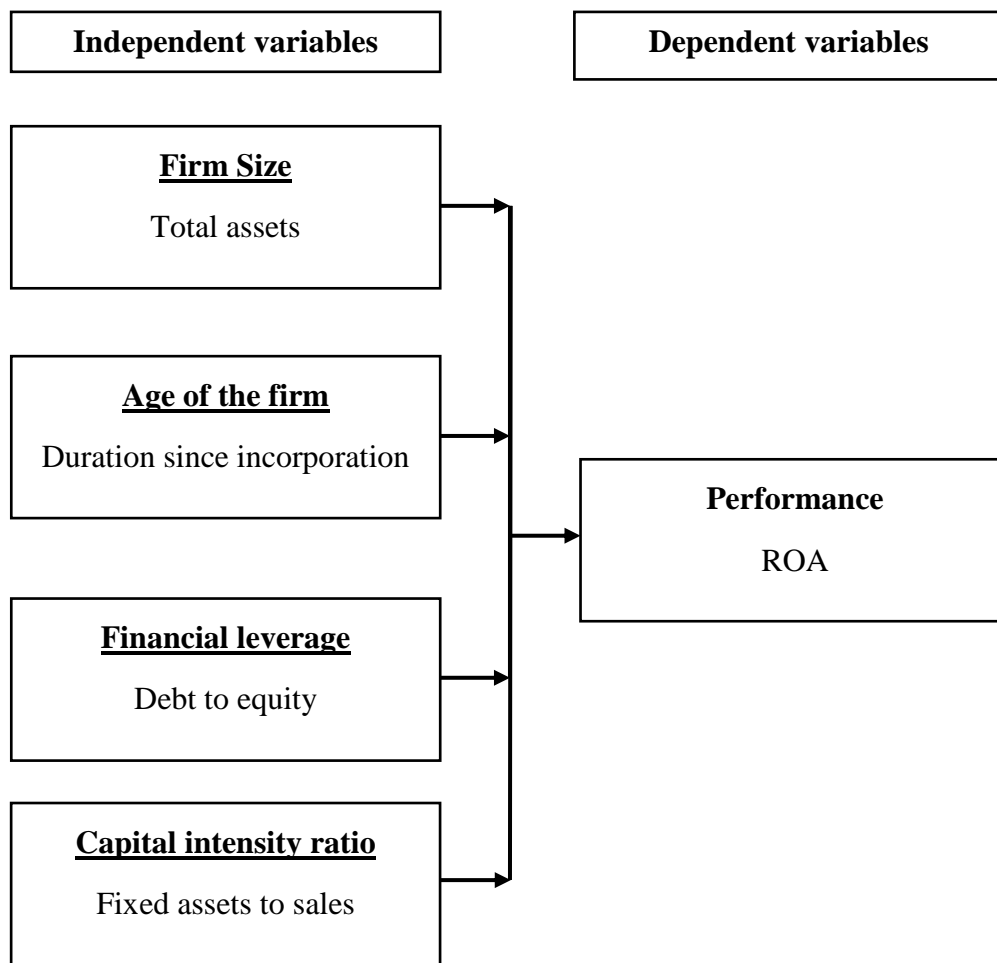 Independent variables
Dependent variables
Firm Size
Total assets
Age of the firm
Duration since incorporation
Performance
ROA
Financial leverage
Debt to equity
Capital intensity ratio
Fixed assets to sales